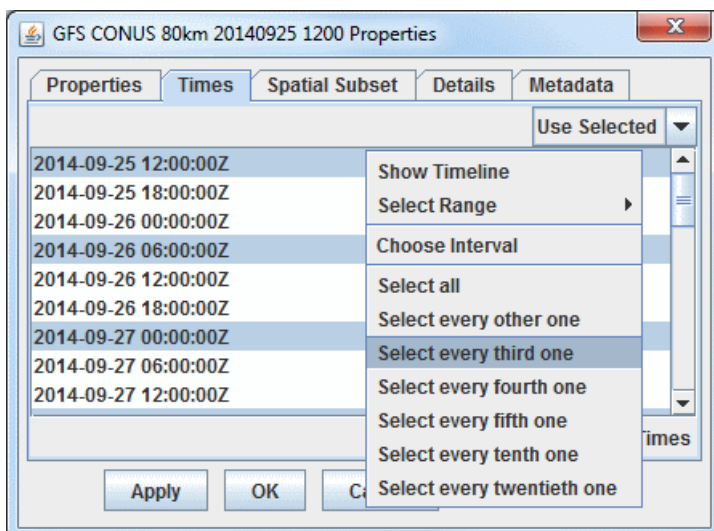 GFS CONUS 80km 20140925 1200 Properties
Properties Times Spatial Subset Details Metadata
Use Selected
2014-09-25 12:00:00Z
2014-09-25 18:00:00Z
2014-09-26 00:00:00Z
2014-09-26 06:00:00Z
2014-09-26 12:00:00Z
2014-09-26 18:00:00Z
2014-09-27 00:00:00Z
2014-09-27 06:00:00Z
2014-09-27 12:00:00Z
Show Timeline
Select Range
Choose Interval
Select all
Select every other one
Select every third one
Select every fourth one
Select every fifth one
Select every tenth one
Select every twentieth one
Times
Apply OK